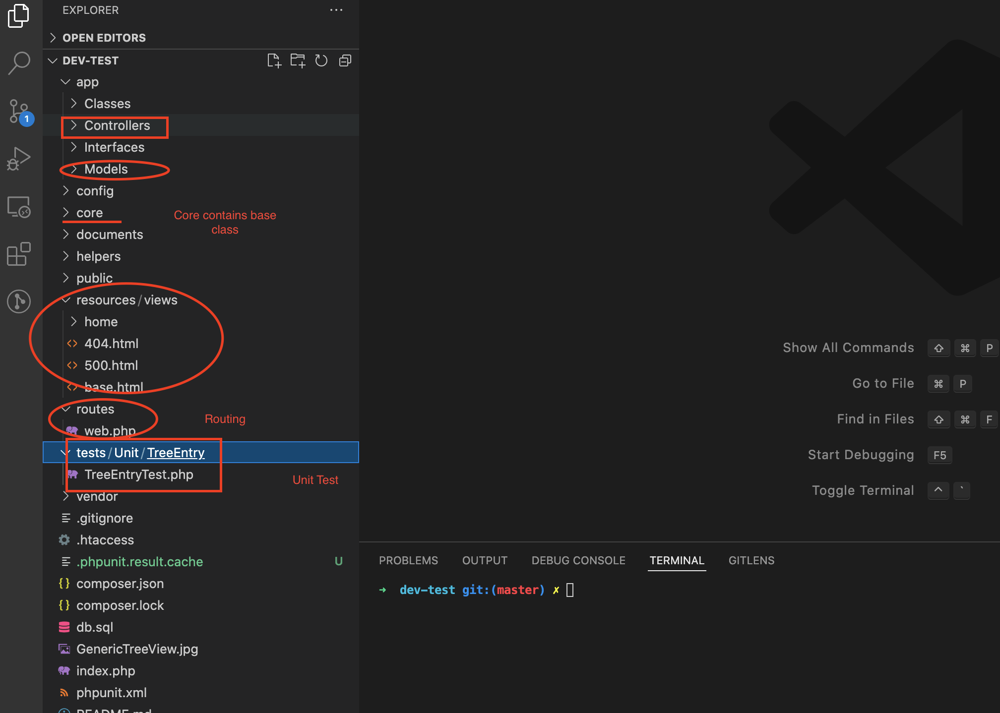 EXPLORER
OPEN EDITORS
DEV-TEST
app
Classes
Controllers
Interfaces
Models
config
core
Core contains base
class
documents
helpers
public
resources/views
home
404.html
500.html
base.html
routes
Routing
web.php
tests/Unit/TreeEntry
TreeEntryTest.php
Unit Test
vendor
.gitignore
.htaccess
.phpunit.result.cache U
{} composer.json
{} composer.lock
db.sql
GenericTreeView.jpg
index.php
phpunit.xml
README.md
1
Show All Commands ⇧ ⌘ P
Go to File ⌘ P
Find in Files ⇧ ⌘ F
Start Debugging F5
Toggle Terminal ^ `
PROBLEMS OUTPUT DEBUG CONSOLE TERMINAL GITLENS
➜ dev-test git:(master) ✗